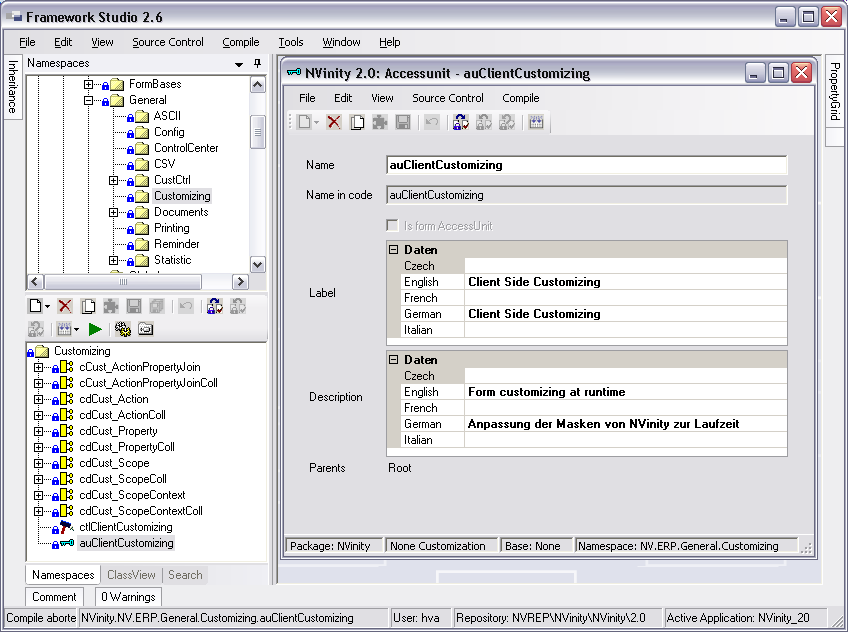 Framework Studio 2.6
File Edit View Source Control Compile Tools Window Help
Inheritance
Namespaces
FormBases
General
ASCII
Config
ControlCenter
CSV
CustCtrl
Customizing
Documents
Printing
Reminder
Statistic
Customizing
cCust_ActionPropertyJoin
cCust_ActionPropertyJoinColl
cdCust_Action
cdCust_ActionColl
cdCust_Property
cdCust_PropertyColl
cdCust_Scope
cdCust_ScopeColl
cdCust_ScopeContext
cdCust_ScopeContextColl
ctlClientCustomizing
auClientCustomizing
Namespaces ClassView Search
NVinity 2.0: Accessunit - auClientCustomizing
File Edit View Source Control Compile
Name auClientCustomizing
Name in code auClientCustomizing
Is form AccessUnit
Label
Daten
Czech
English Client Side Customizing
French
German Client Side Customizing
Italian
Description
Daten
Czech
English Form customizing at runtime
French
German Anpassung der Masken von NVinity zur Laufzeit
Italian
Parents Root
Package: NVinity None Customization Base: None Namespace: NV.ERP.General.Customizing
PropertyGrid
Comment 0 Warnings
Compile aborte NVinity.NV.ERP.General.Customizing.auClientCustomizing User: hva Repository: NVREP\NVinity\NVinity\2.0 Active Application: NVinity_20